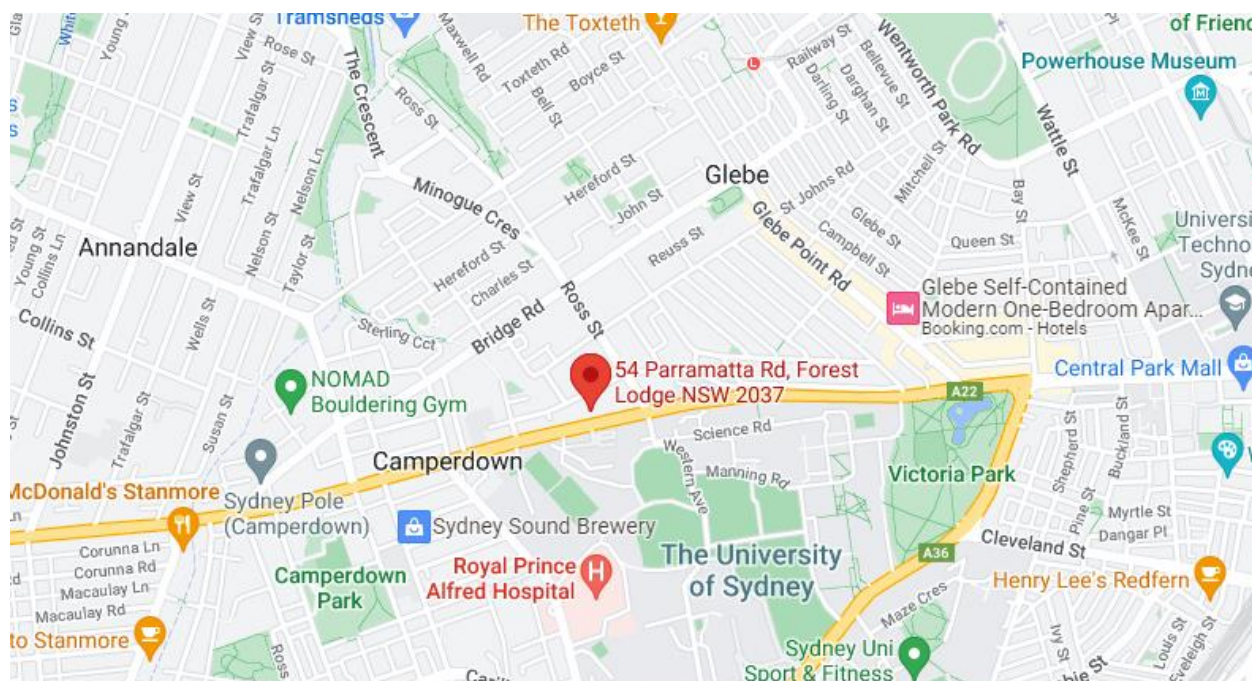 Tramsheds
The Toxteth
of Friend
White
Young
View St
Rose St
The Crescent
Maxwell Rd
Toxteth Rd
Boyce St
Bell St
Ross St
Railway St
Bellevue St
Darghan St
Darling St
Wentworth Park Rd
Wattle St
Powerhouse Museum
Trafalgar St
Trafalgar Ln
Nelson Ln
View St
Nelson St
Taylor St
Minogue Cres
Hereford St
John St
Glebe
St Johns Rd
Mitchell St
Bay St
McKee St
Annandale
Young St
Collins Ln
Collins St
Wells St
Hereford St
Charles St
Reuss St
Glebe Point Rd
Glebe St
Campbell St
Queen St
Universi
Techno
Sydne
Ross St
Bridge Rd
Sterling Cct
Glebe Self-Contained
Modern One-Bedroom Apar...
Booking.com - Hotels
Central Park Mall
NOMAD
Bouldering Gym
54 Parramatta Rd, Forest
Lodge NSW 2037
A22
Johnston St
Trafalgar St
Susan St
Camperdown
Science Rd
Western Ave
Manning Rd
Victoria Park
Shepherd St
Buckland St
McDonald's Stanmore
Sydney Pole
(Camperdown)
Sydney Sound Brewery
Pine St
Myrtle St
Dangar Pl
Corunna Ln
Corunna Rd
Macaulay Ln
Macaulay Rd
Camperdown
Park
Royal Prince
Alfred Hospital
The University
of Sydney
A36
Cleveland St
Henry Lee's Redfern
Maze Cres
to Stanmore
Ross
Sydney Uni
Sport & Fitness
Ivy St
Louis St
Eveleigh St